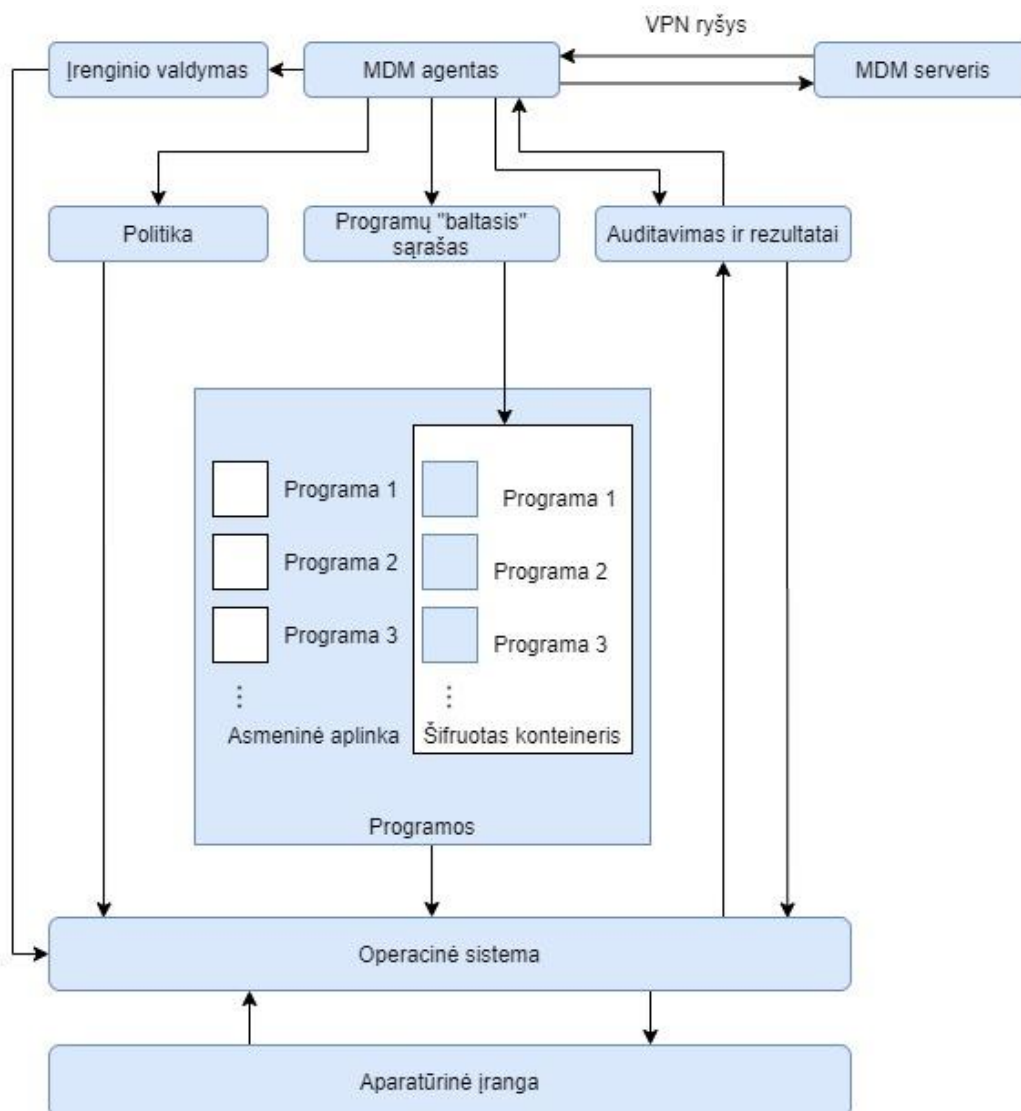 VPN ryšys
Įrenginio valdymas
MDM agentas
MDM serveris
Politika
Programų "baltasis"
sąrašas
Auditavimas ir rezultatai
Programa 1
Programa 1
Programa 2
Programa 2
Programa 3
Programa 3
Asmeninė aplinka
Šifruotas konteineris
Programos
Operacinė sistema
Aparatūrinė įranga